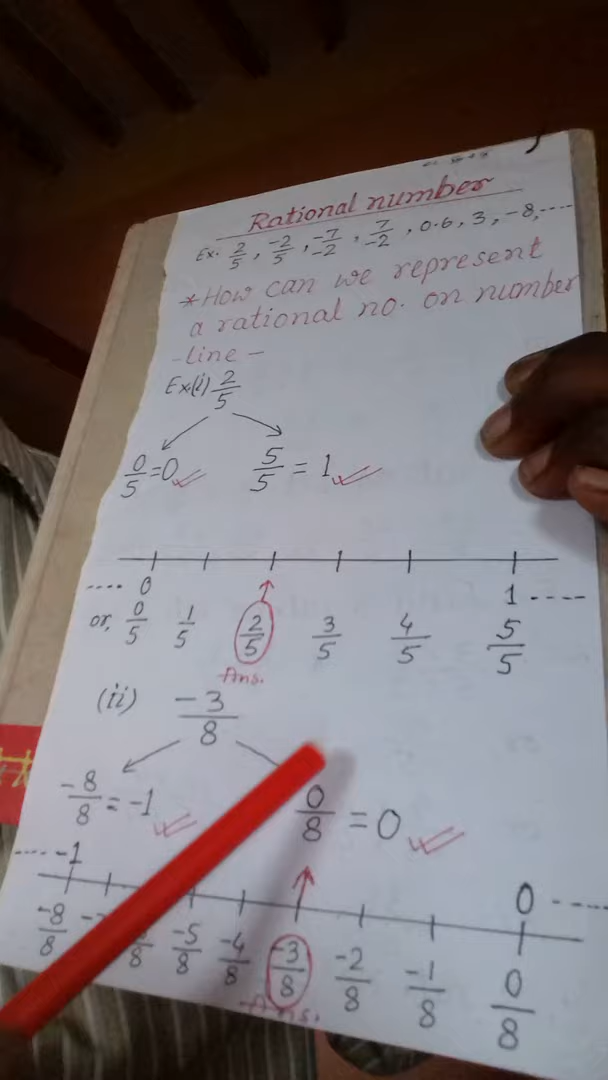 Rational number
Ex. 2/5, -2/5, -7/-2, 7/-2, 0.6, 3, -8, ----
*How can we represent
a rational no. on number
-line-
Ex.(i) 2/5
0/5=0 5/5 = 1
---- 0 1 ----
or, 0/5 1/5 2/5 3/5 4/5 5/5
Ans.
(ii) -3/8
-8/8 = -1 0/8 = 0
---- -1 0 ----
-8/8 -5/8 -4/8 -3/8 -2/8 -1/8 0/8
Ans.